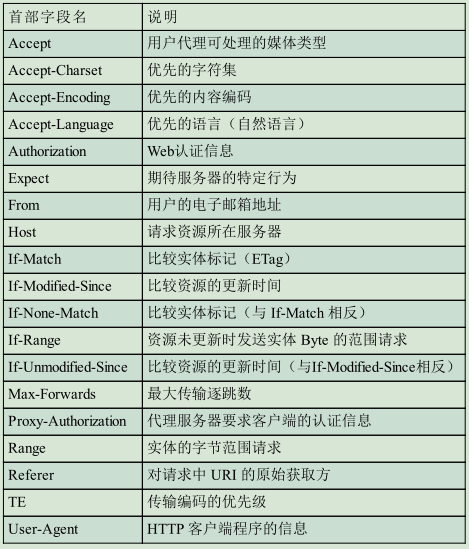 首部字段名 说明
Accept 用户代理可处理的媒体类型
Accept-Charset 优先的字符集
Accept-Encoding 优先的内容编码
Accept-Language 优先的语言（自然语言）
Authorization Web认证信息
Expect 期待服务器的特定行为
From 用户的电子邮箱地址
Host 请求资源所在服务器
If-Match 比较实体标记（ETag）
If-Modified-Since 比较资源的更新时间
If-None-Match 比较实体标记（与 If-Match 相反）
If-Range 资源未更新时发送实体 Byte 的范围请求
If-Unmodified-Since 比较资源的更新时间（与If-Modified-Since相反）
Max-Forwards 最大传输逐跳数
Proxy-Authorization 代理服务器要求客户端的认证信息
Range 实体的字节范围请求
Referer 对请求中 URI 的原始获取方
TE 传输编码的优先级
User-Agent HTTP 客户端程序的信息